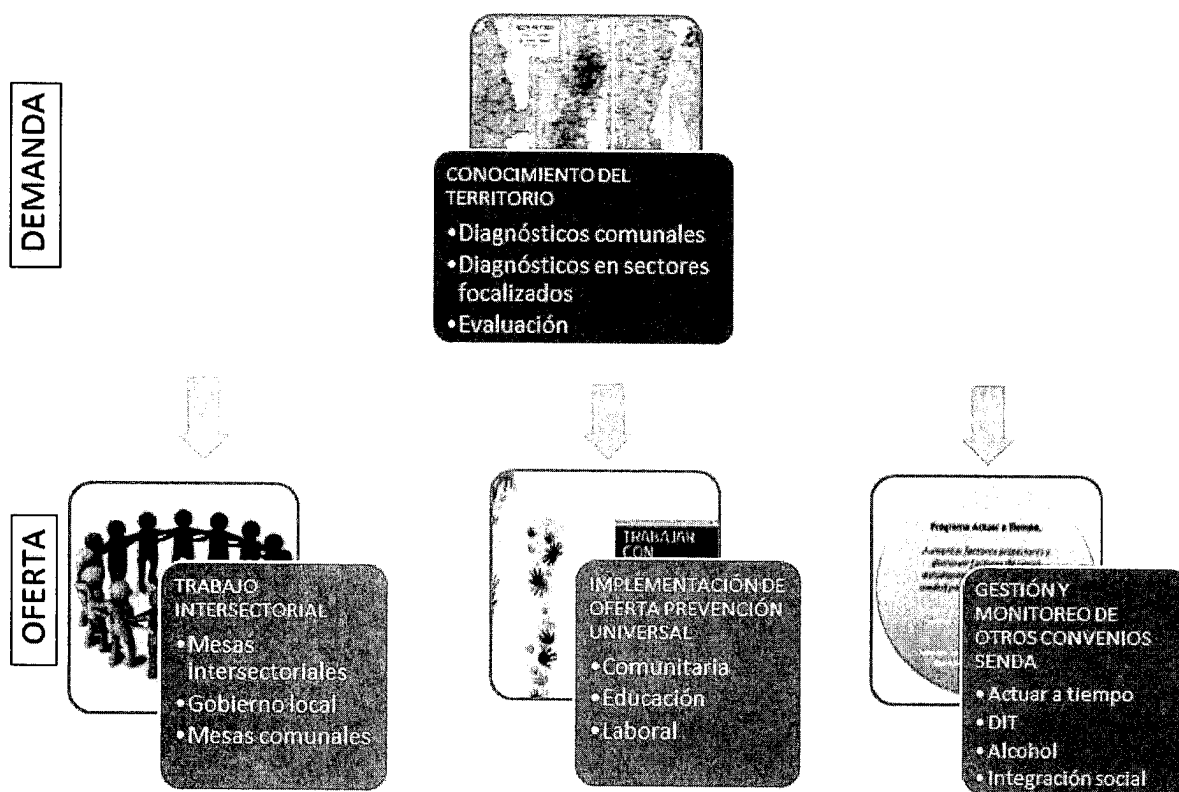 DEMANDA
CONOCIMIENTO DEL
TERRITORIO
•Diagnósticos comunales
•Diagnósticos en sectores
focalizados
•Evaluación
OFERTA
TRABAJO
INTERSECTORIAL
•Mesas
Intersectoriales
•Gobierno local
•Mesas comunales
TRABAJAR
CON
IMPLEMENTACIÓN DE
OFERTA PREVENCIÓN
UNIVERSAL
•Comunitaria
•Educación
•Laboral
Programa Actuar a Tiempo.
GESTIÓN Y
MONITOREO DE
OTROS CONVENIOS
SENDA
•Actuar a tiempo
•DIT
•Alcohol
•Integración social